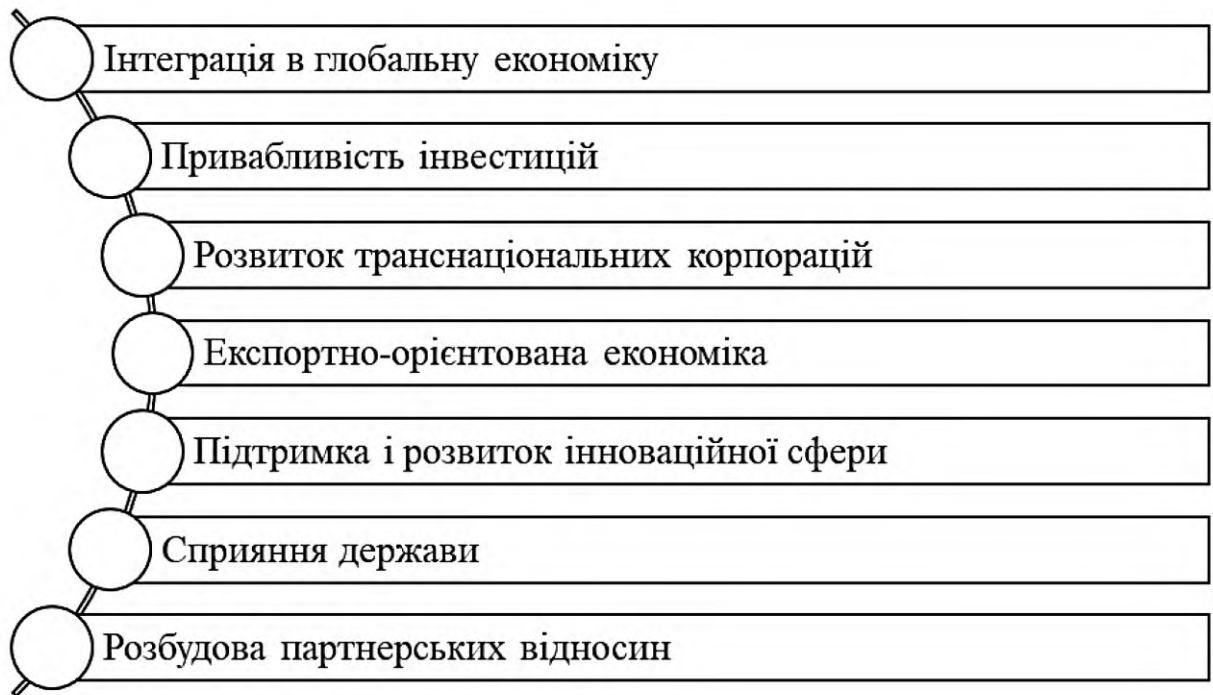 Інтеграція в глобальну економіку
Привабливість інвестицій
Розвиток транснаціональних корпорацій
Експортно-орієнтована економіка
Підтримка і розвиток інноваційної сфери
Сприяння держави
Розбудова партнерських відносин